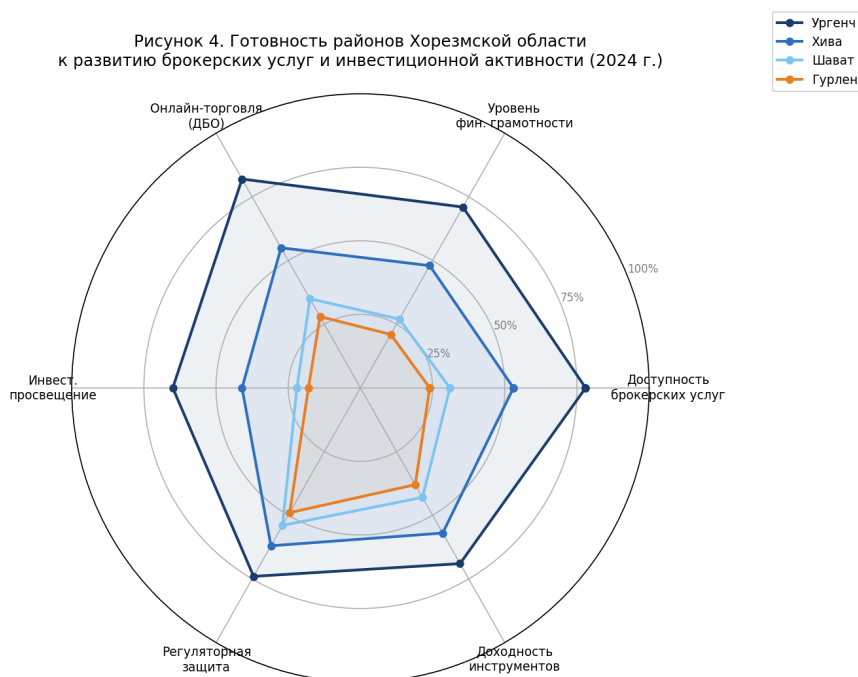 Рисунок 4. Готовность районов Хорезмской области
к развитию брокерских услуг и инвестиционной активности (2024 г.)
Ургенч
Хива
Шават
Гурлен
Онлайн-торговля
(ДБО)
Уровень
фин. грамотности
100%
75%
50%
25%
Инвест.
просвещение
Доступность
брокерских услуг
Регуляторная
защита
Доходность
инструментов